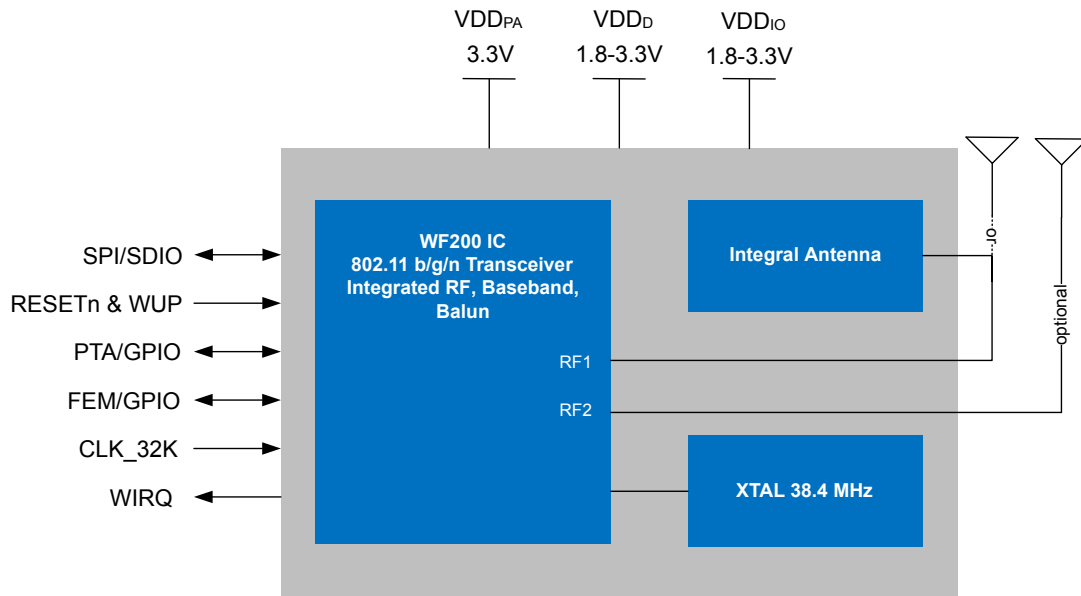 VDDPA
3.3V
VDDD
1.8-3.3V
VDDIO
1.8-3.3V
SPI/SDIO
RESETn & WUP
PTA/GPIO
FEM/GPIO
CLK_32K
WIRQ
WF200 IC
802.11 b/g/n Transceiver
Integrated RF, Baseband,
Balun
RF1
RF2
Integral Antenna
or
optional
XTAL 38.4 MHz